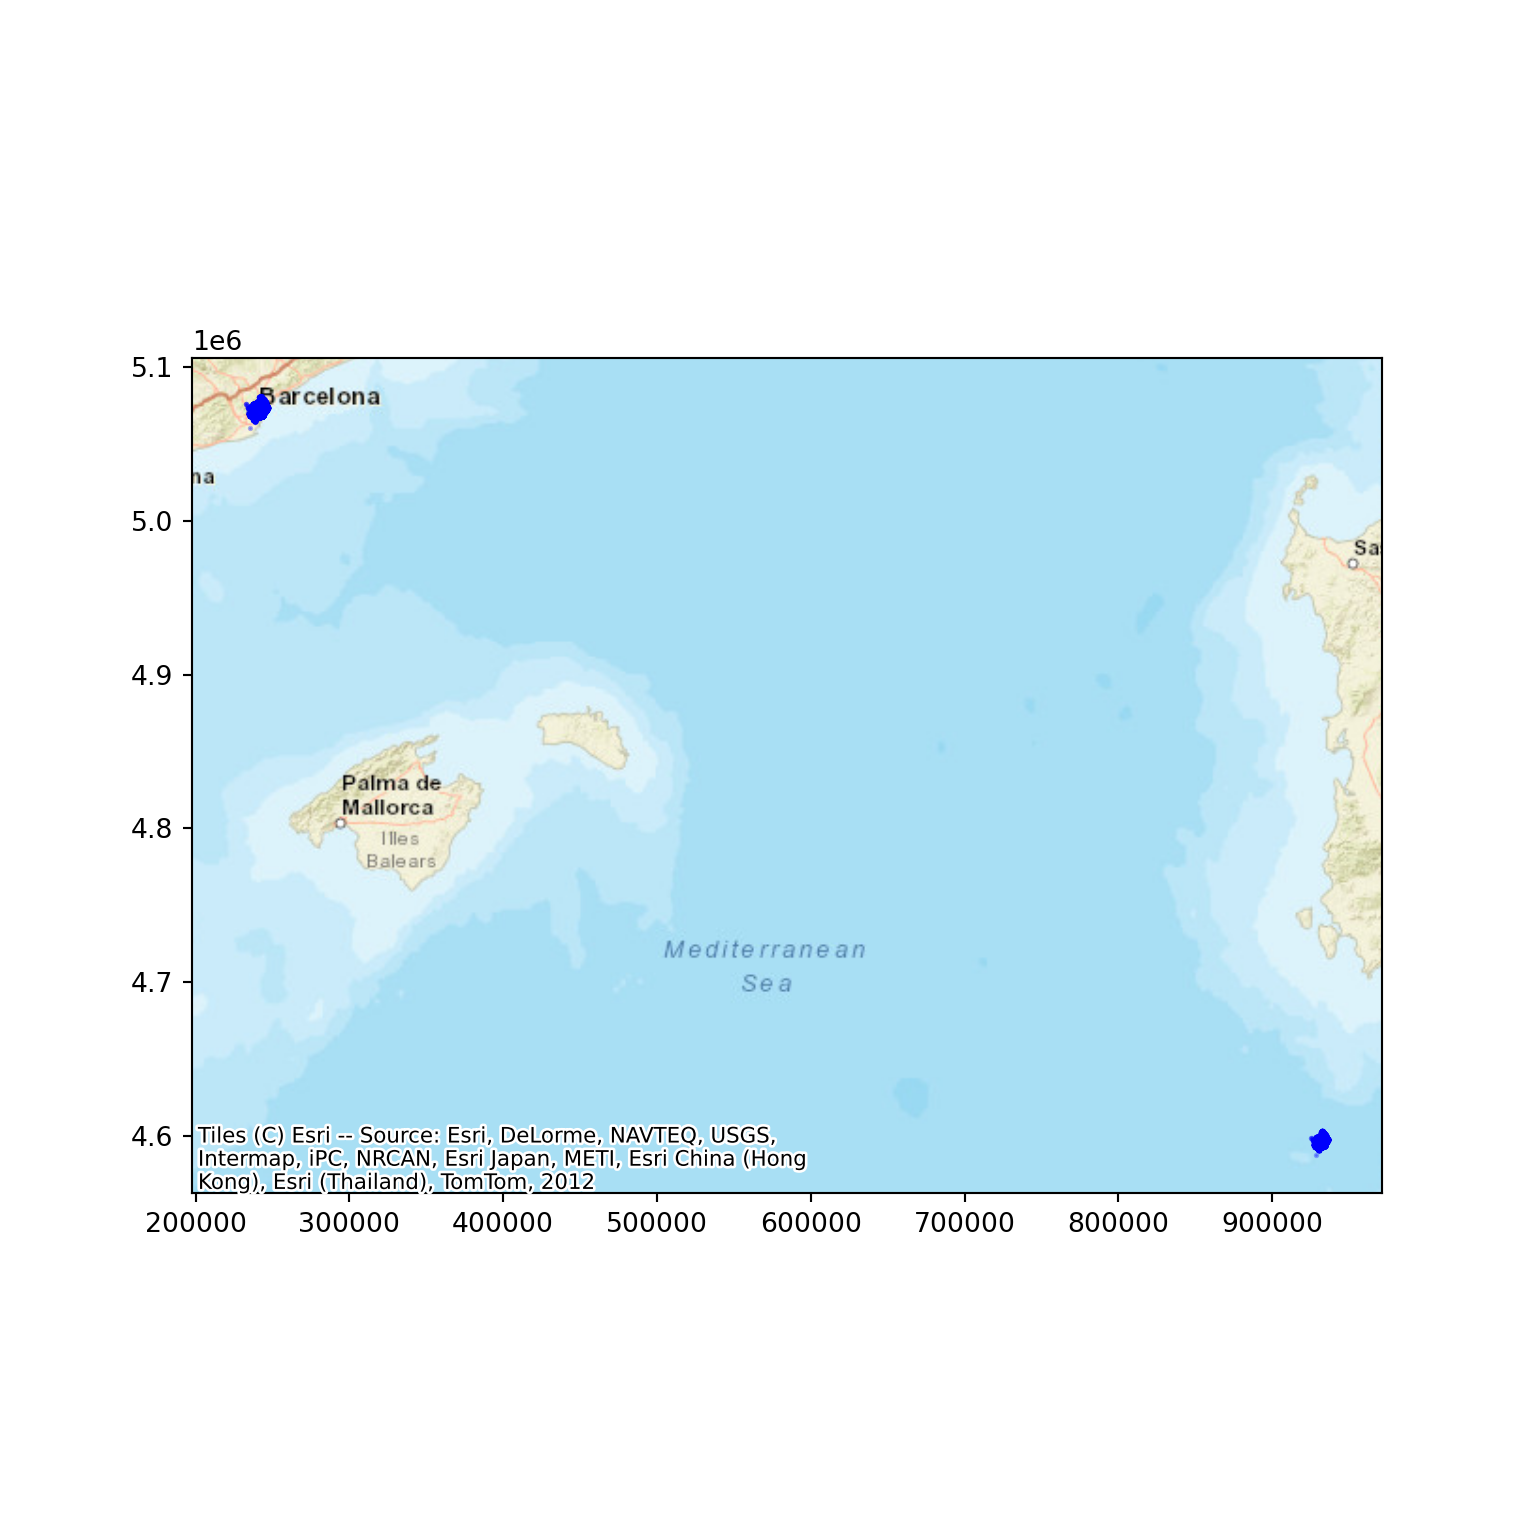 1e6
5.1
5.0
4.9
4.8
4.7
4.6
Barcelona
na
Sa
Palma de
Mallorca
Illes
Balears
Mediterranean
Sea
Tiles (C) Esri -- Source: Esri, DeLorme, NAVTEQ, USGS,
Intermap, iPC, NRCAN, Esri Japan, METI, Esri China (Hong
Kong), Esri (Thailand), TomTom, 2012
200000 300000 400000 500000 600000 700000 800000 900000